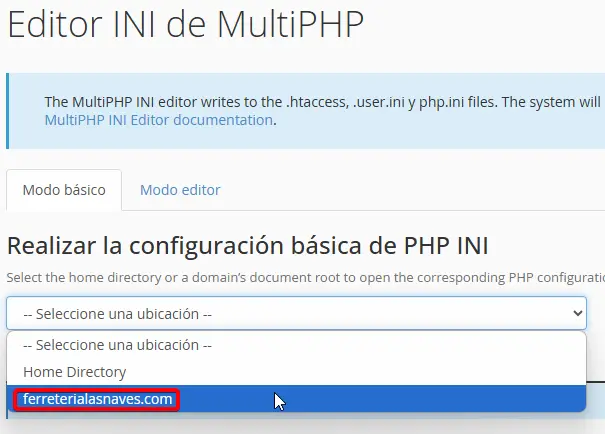 Editor INI de MultiPHP
The MultiPHP INI editor writes to the .htaccess, .user.ini y php.ini files. The system will
MultiPHP INI Editor documentation.
Modo básico
Modo editor
Realizar la configuración básica de PHP INI
Select the home directory or a domain’s document root to open the corresponding PHP configuratio
-- Seleccione una ubicación --
-- Seleccione una ubicación --
Home Directory
ferreterialasnaves.com